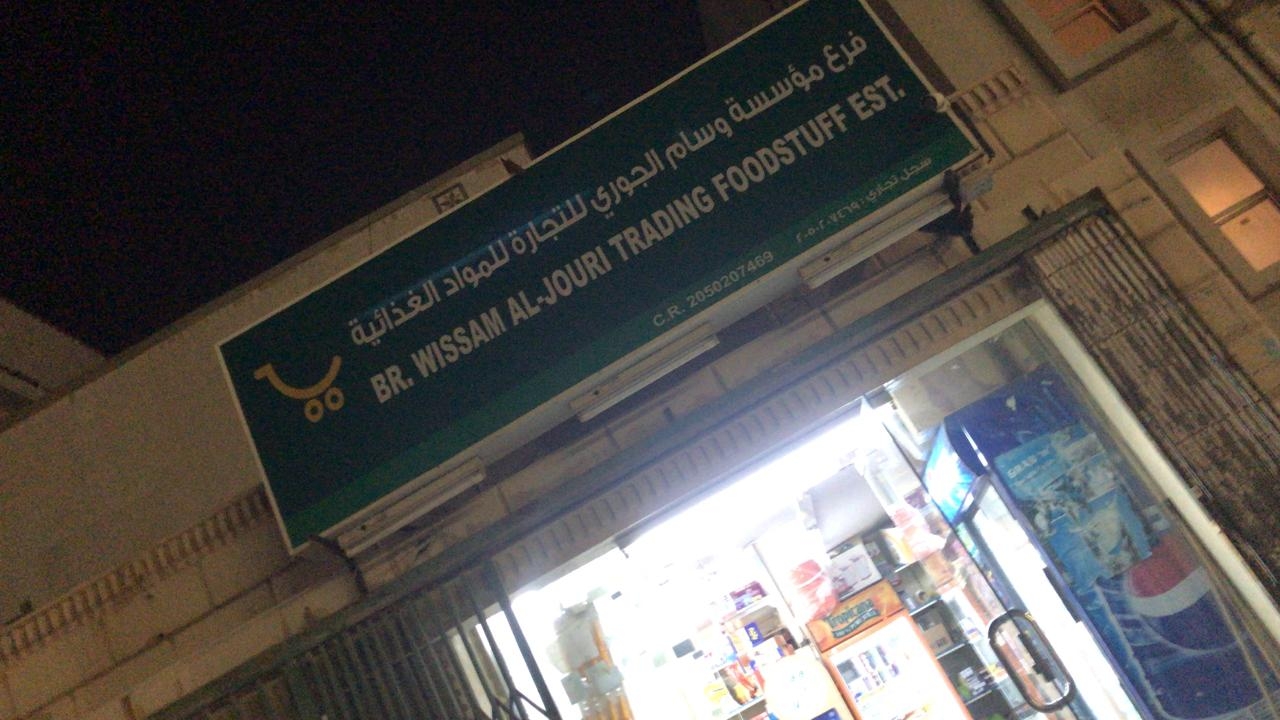 فرع مؤسسة وسام الجوري للتجارة للمواد الغذائية
BR. WISSAM AL-JOURI TRADING FOODSTUFF EST.
C.R. 2050207469 سجل تجاري : ٢٠٥٠٢٠٧٤٦٩